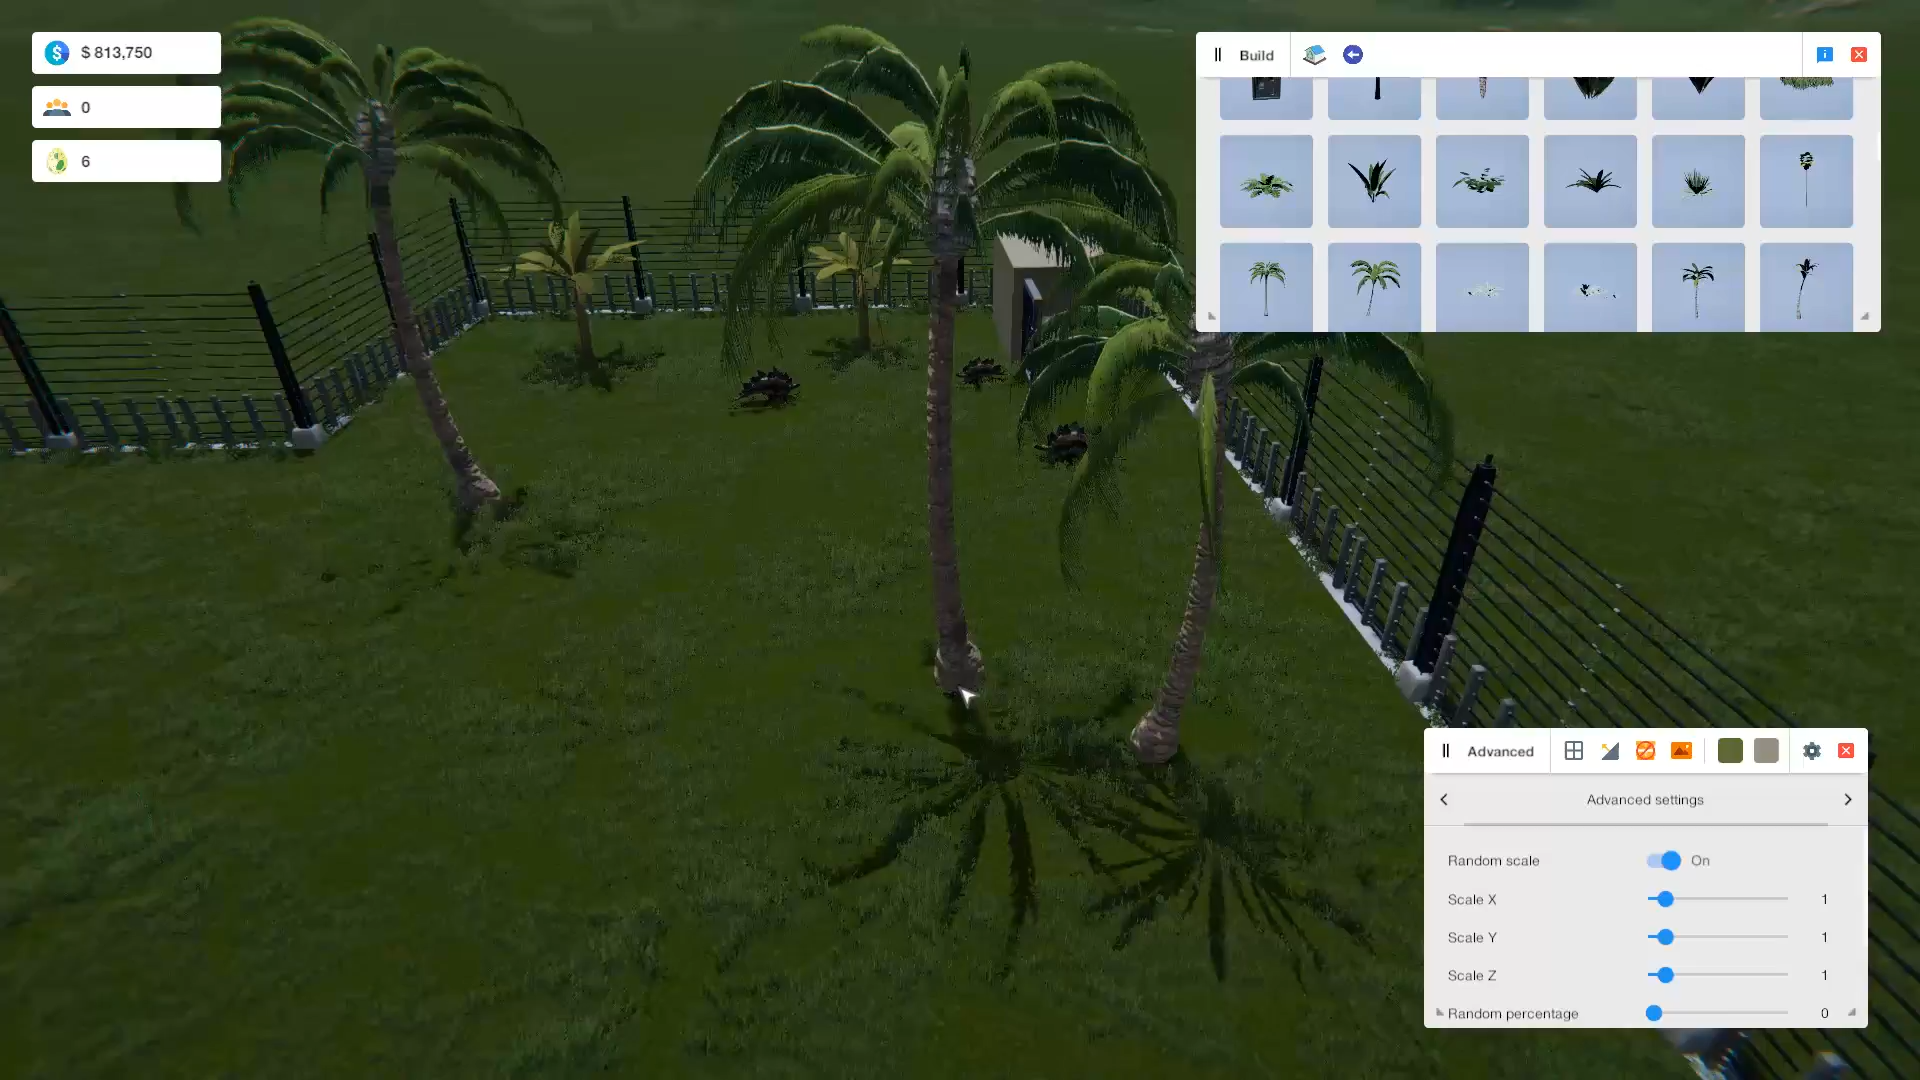 $ 813,750
0
6
Build
Advanced
Advanced settings
Random scale On
Scale X 1
Scale Y 1
Scale Z 1
Random percentage 0